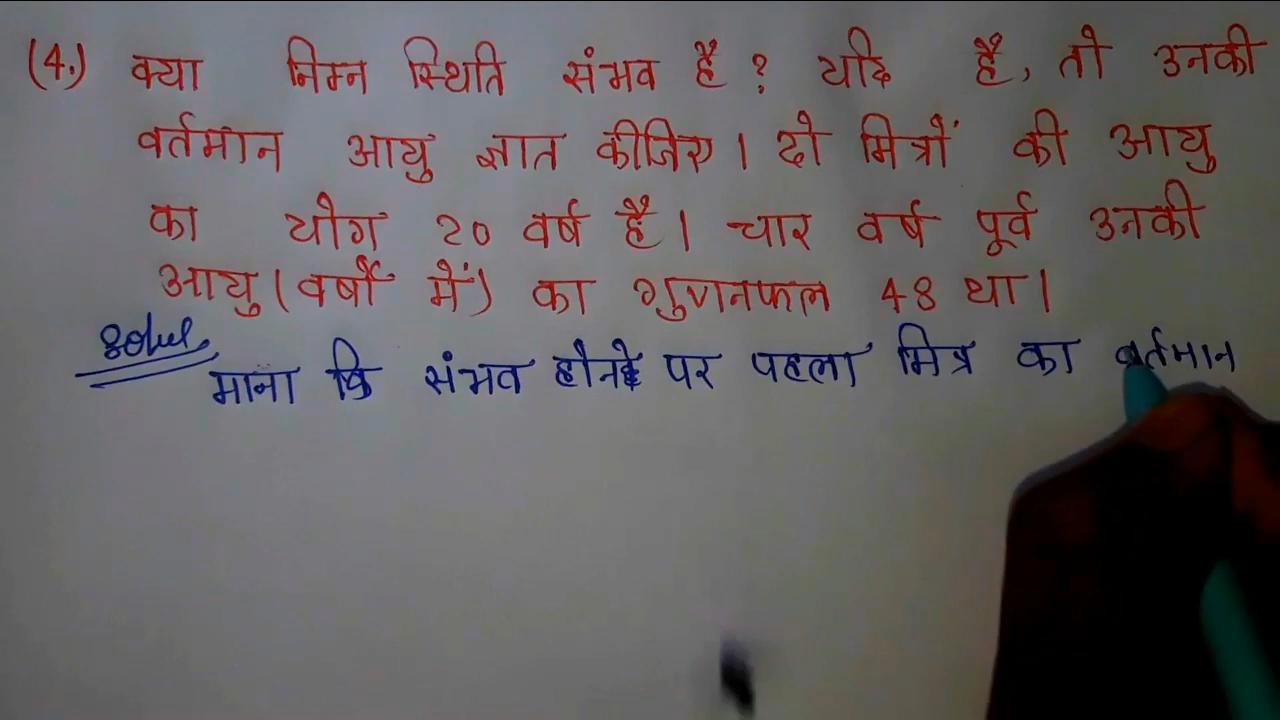 (4.) क्या निम्न स्थिति संभव है? यदि है, तो उनकी
वर्तमान आयु ज्ञात कीजिए। दो मित्रों की आयु
का योग 20 वर्ष है। चार वर्ष पूर्व उनकी
आयु (वर्षों में) का गुणनफल 48 था।
माना कि संभव होने पर पहला मित्र का वर्तमान